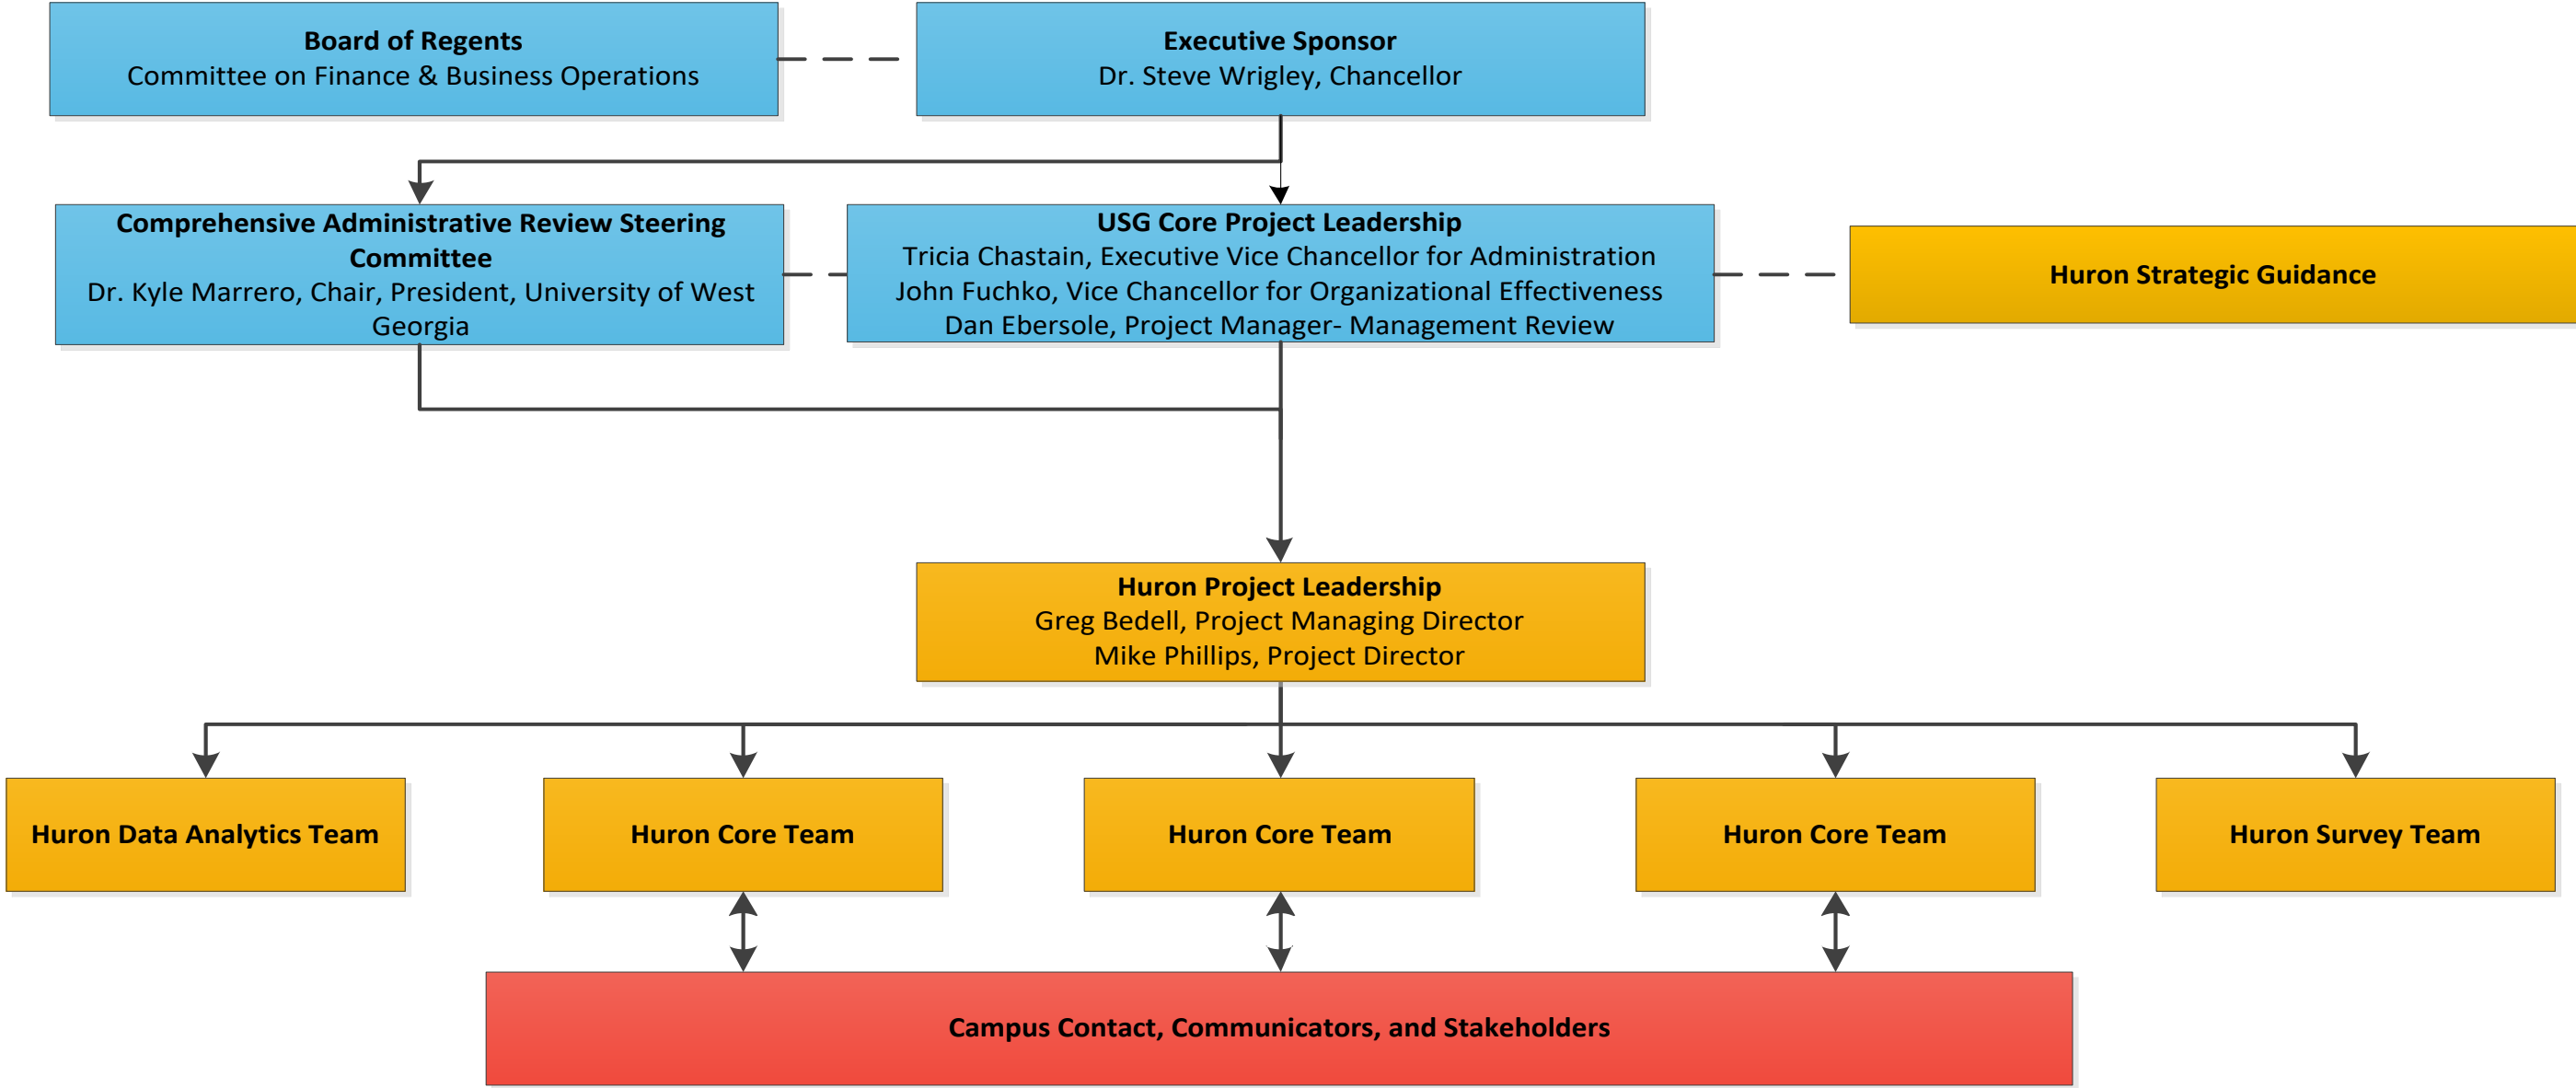 Board of Regents
Committee on Finance & Business Operations
Executive Sponsor
Dr. Steve Wrigley, Chancellor
Comprehensive Administrative Review Steering
Committee
Dr. Kyle Marrero, Chair, President, University of West
Georgia
USG Core Project Leadership
Tricia Chastain, Executive Vice Chancellor for Administration
John Fuchko, Vice Chancellor for Organizational Effectiveness
Dan Ebersole, Project Manager- Management Review
Huron Strategic Guidance
Huron Project Leadership
Greg Bedell, Project Managing Director
Mike Phillips, Project Director
Huron Data Analytics Team
Huron Core Team
Huron Core Team
Huron Core Team
Huron Survey Team
Campus Contact, Communicators, and Stakeholders